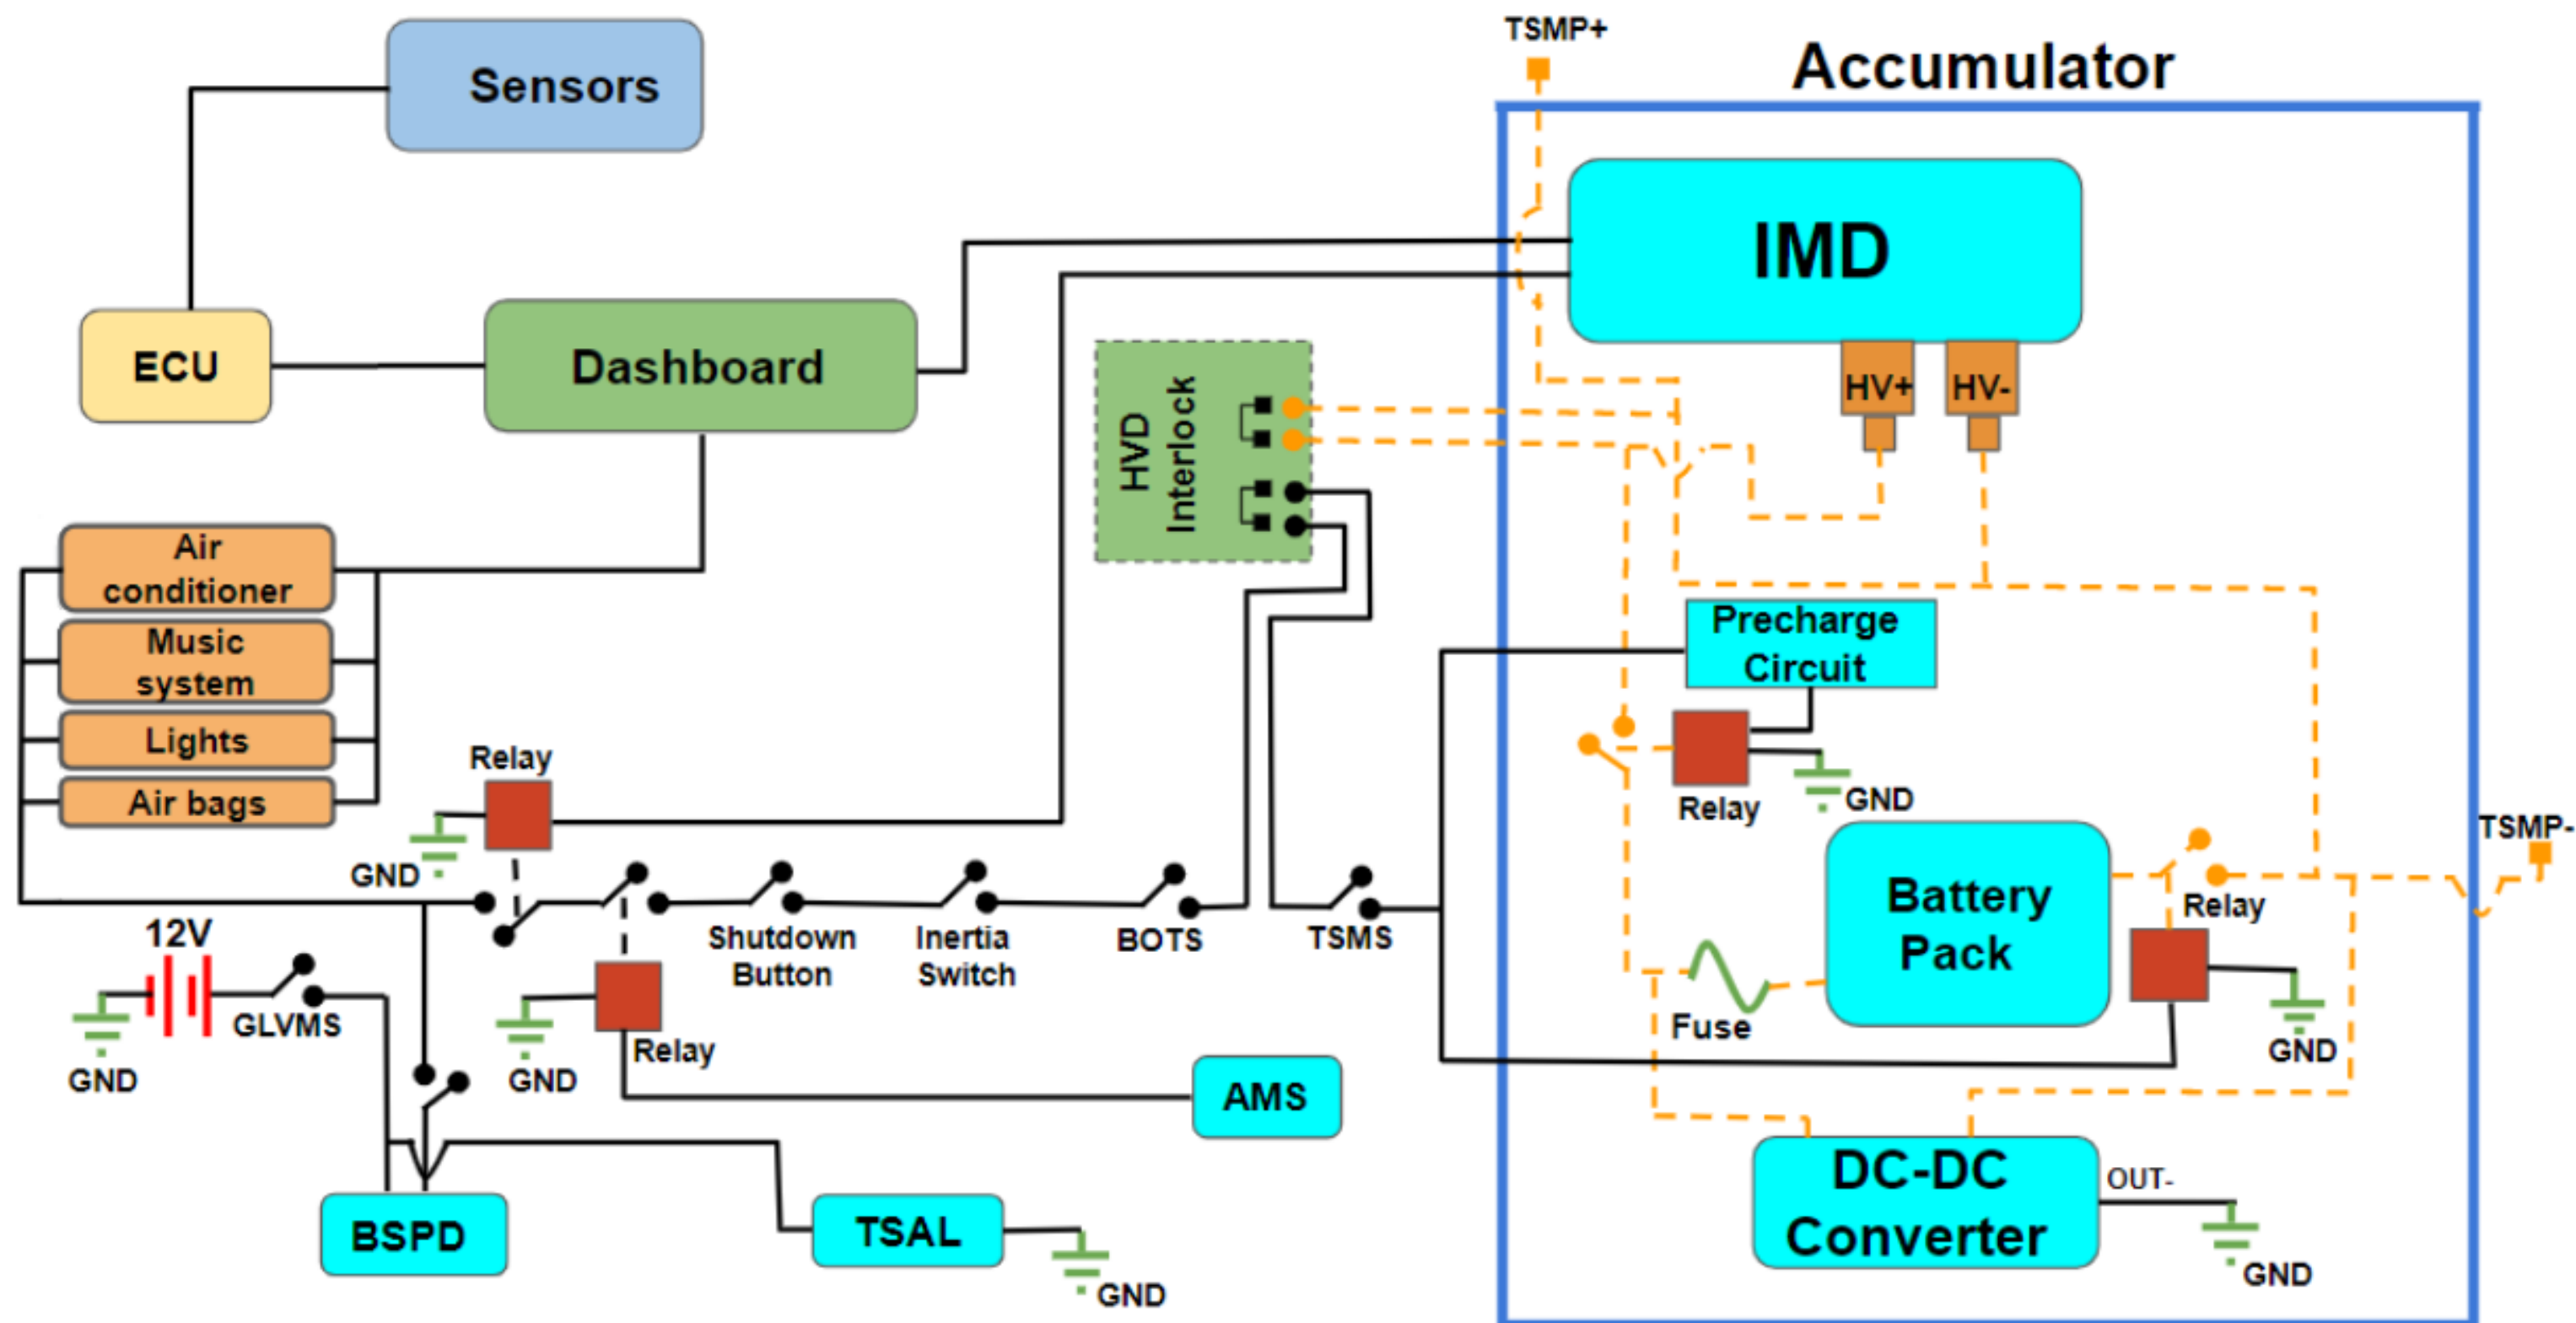 TSMP+
Accumulator
Sensors
IMD
ECU
Dashboard
HV+
HV-
HVD
Interlock
Air
conditioner
Music
system
Lights
Air bags
Precharge
Circuit
Relay
GND
Relay
GND
TSMP-
Battery
Pack
Relay
12V
GLVMS
GND
Shutdown
Button
Inertia
Switch
BOTS
TSMS
Fuse
GND
Relay
GND
AMS
BSPD
TSAL
GND
DC-DC
Converter
OUT-
GND